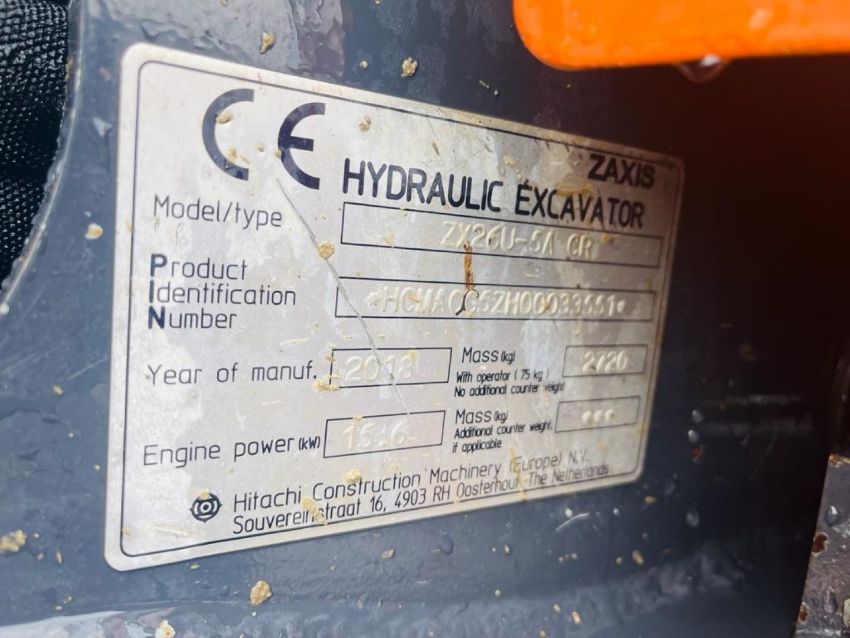 CE
ZAXIS
HYDRAULIC EXCAVATOR
Model/type ZX26U-5A CR
Product Identification Number
Year of manuf. 2018
Mass (kg) With operator (75 kg) No additional counter weight 2720
Engine power (kW)
Mass (kg) Additional counter weight, if applicable ***
Hitachi Construction Machinery (Europe) N.V.
Souvereinstraat 16, 4903 RH Oosterhout The Netherlands